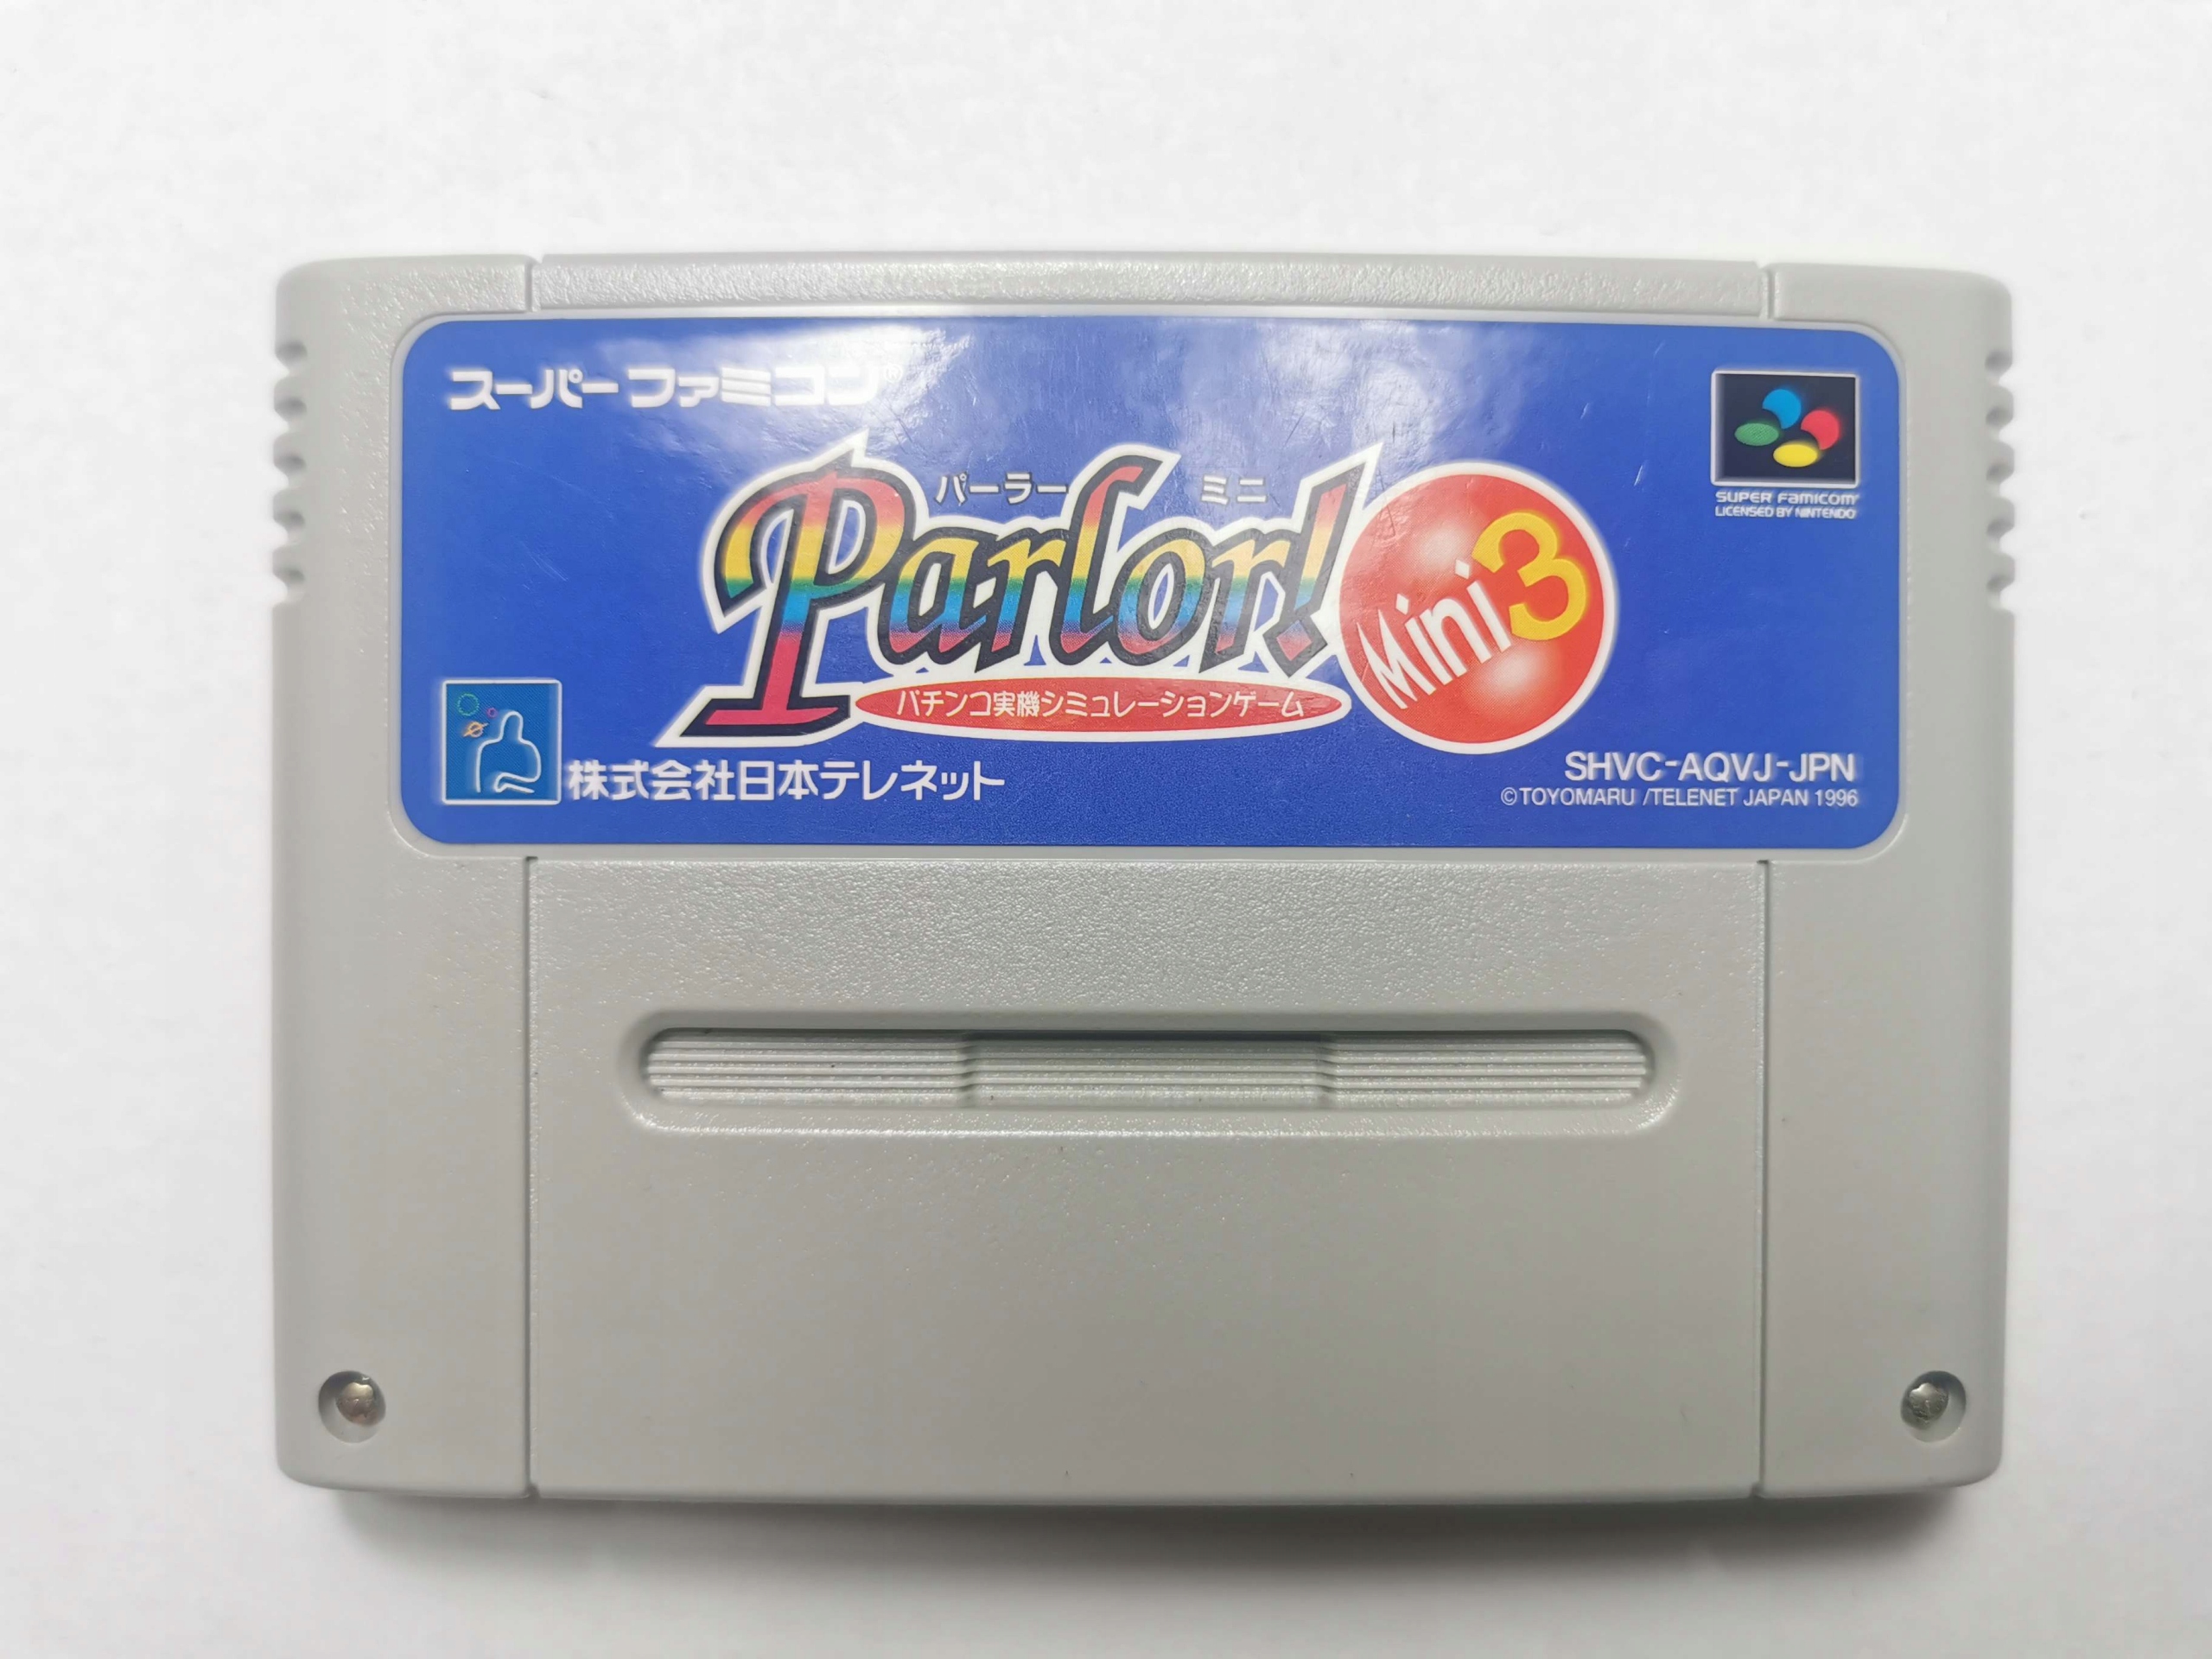 スーパーファミコン®
パーラー ミニ
Parlor! Mini 3
パチンコ実機シミュレーションゲーム
SUPER FAMICOM™
LICENSED BY NINTENDO
株式会社日本テレネット
SHVC-AQVJ-JPN
©TOYOMARU /TELENET JAPAN 1996